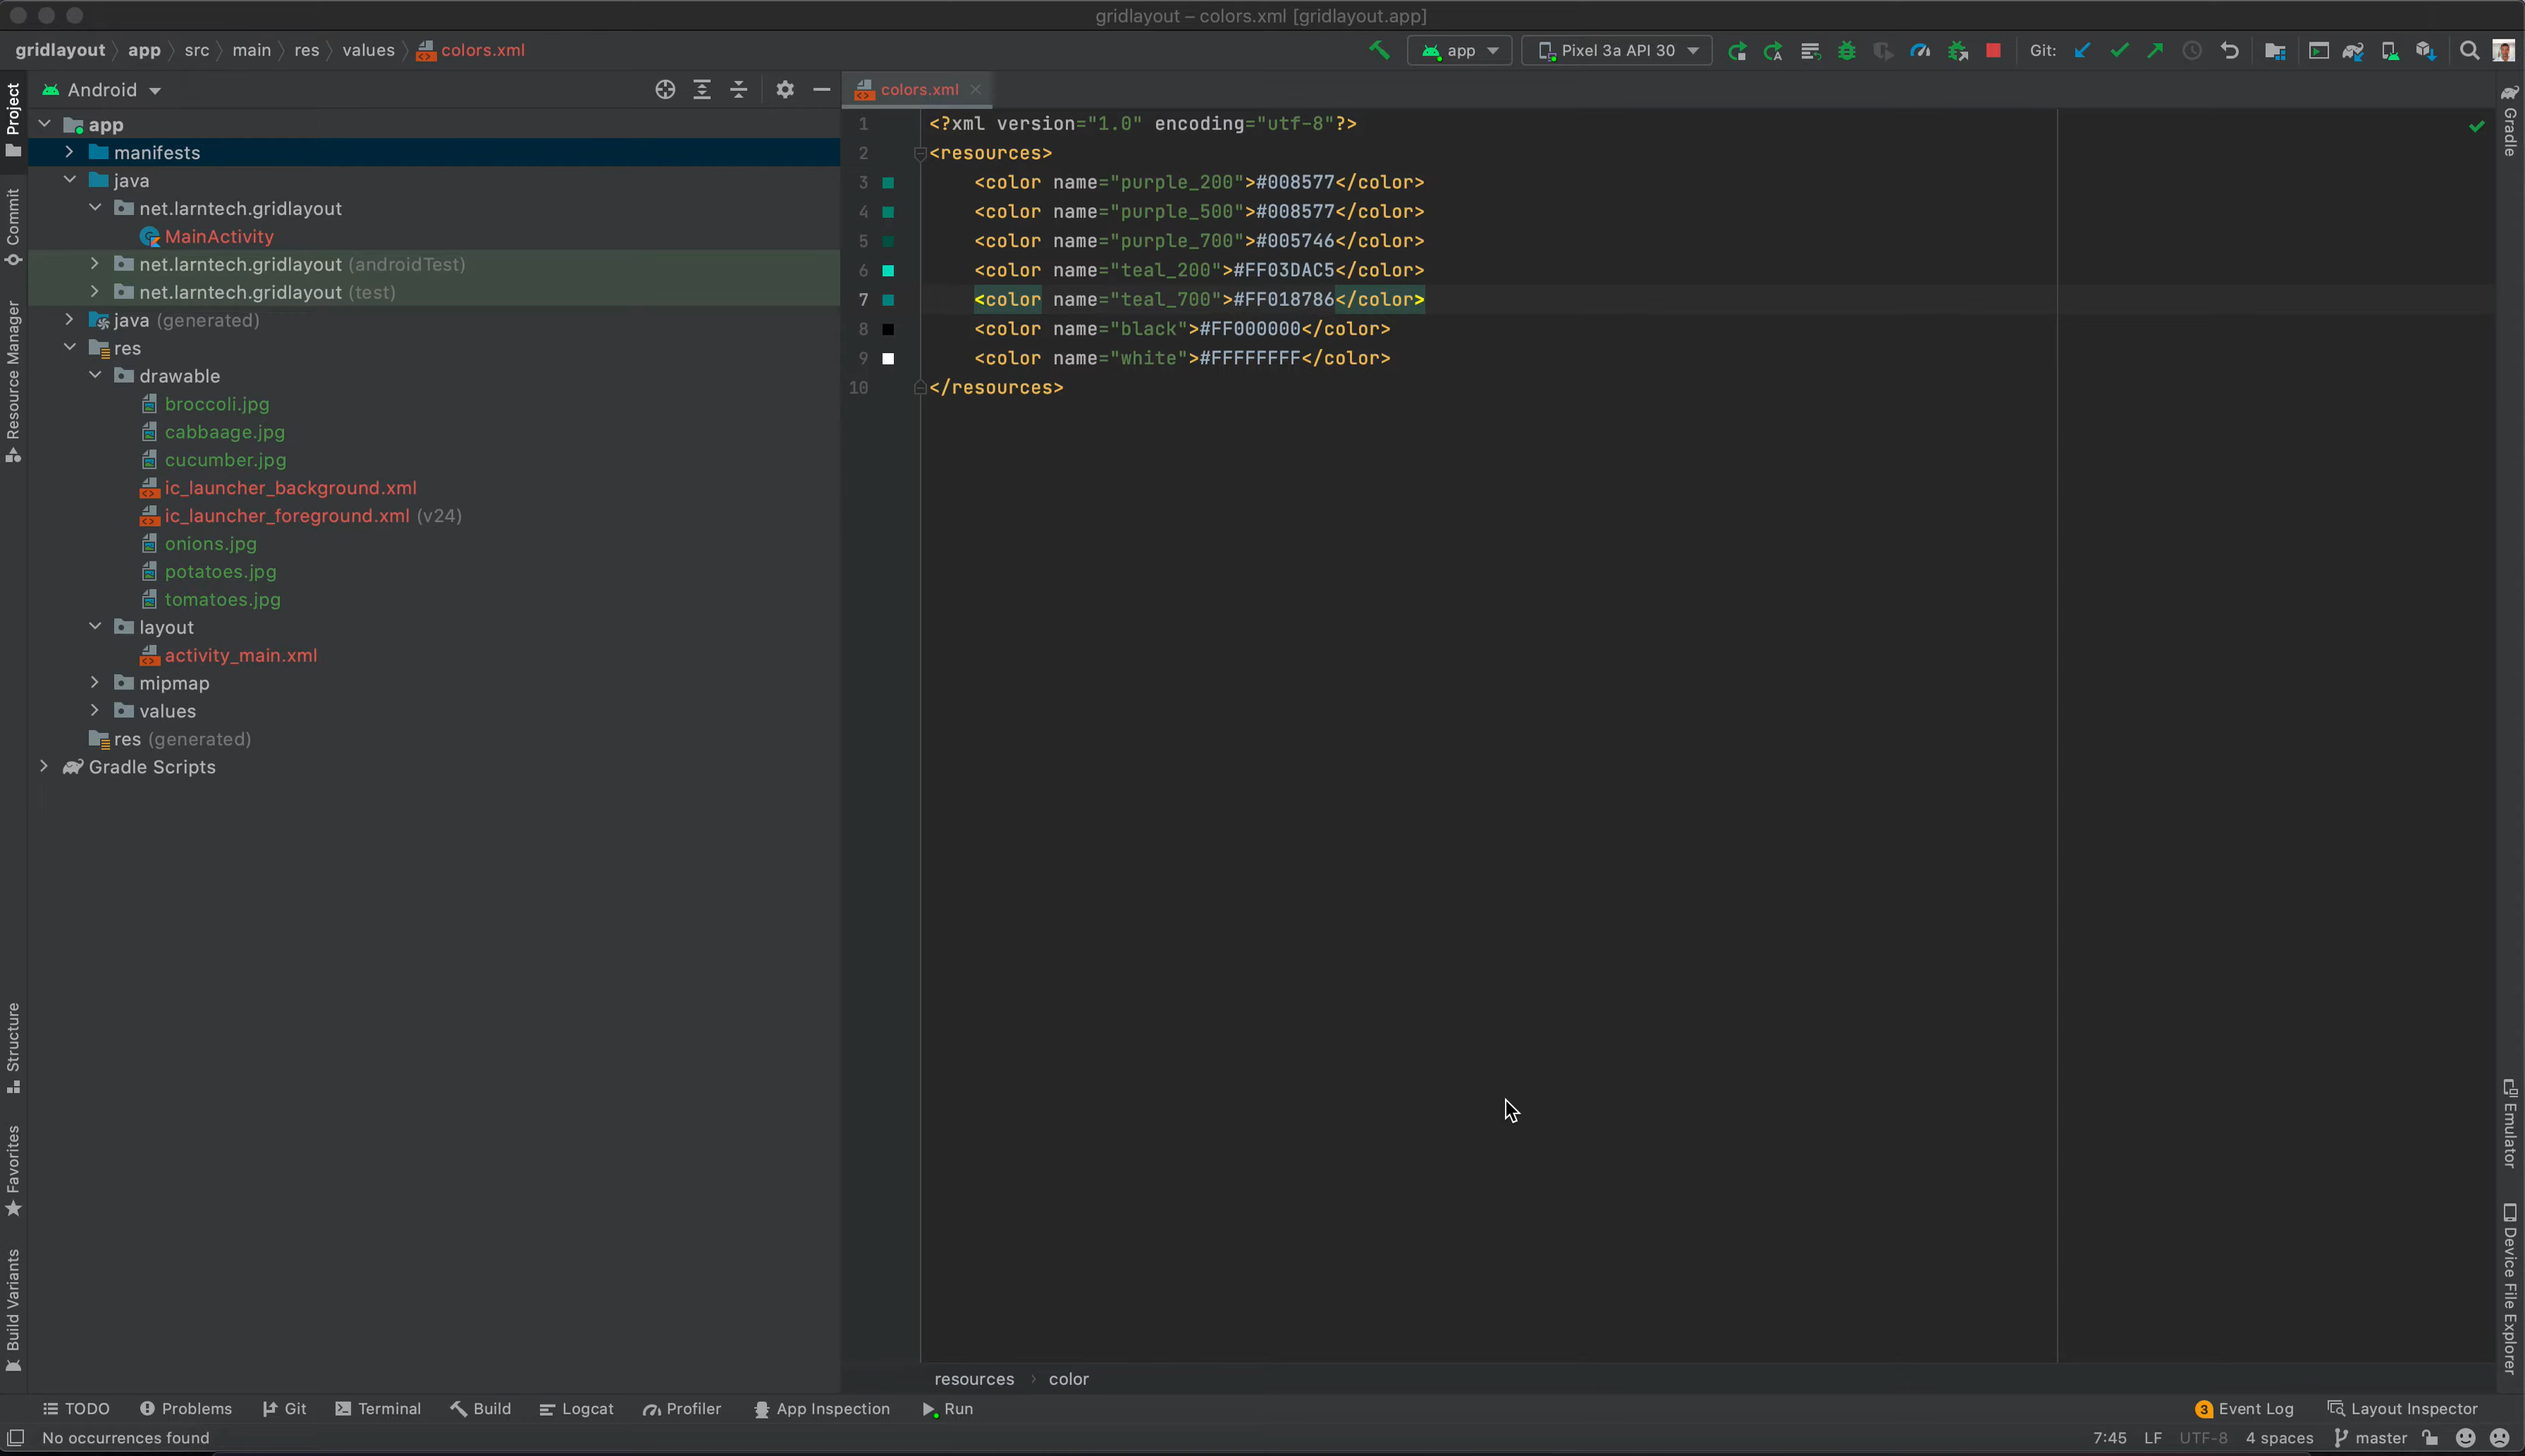 gridlayout – colors.xml [gridlayout.app]
gridlayout app src main res values colors.xml
app Pixel 3a API 30 Git:
Project
Commit
Resource Manager
Structure
Favorites
Build Variants
Android
app
manifests
java
net.larntech.gridlayout
MainActivity
net.larntech.gridlayout (androidTest)
net.larntech.gridlayout (test)
java (generated)
res
drawable
broccoli.jpg
cabbaage.jpg
cucumber.jpg
ic_launcher_background.xml
ic_launcher_foreground.xml (v24)
onions.jpg
potatoes.jpg
tomatoes.jpg
layout
activity_main.xml
mipmap
values
res (generated)
Gradle Scripts
colors.xml
1 <?xml version="1.0" encoding="utf-8"?>
2 <resources>
3 <color name="purple_200">#008577</color>
4 <color name="purple_500">#008577</color>
5 <color name="purple_700">#005746</color>
6 <color name="teal_200">#FF03DAC5</color>
7 <color name="teal_700">#FF018786</color>
8 <color name="black">#FF000000</color>
9 <color name="white">#FFFFFFFF</color>
10 </resources>
Gradle
Emulator
Device File Explorer
resources color
TODO Problems Git Terminal Build Logcat Profiler App Inspection Run 3 Event Log Layout Inspector
No occurrences found 7:45 LF UTF-8 4 spaces master